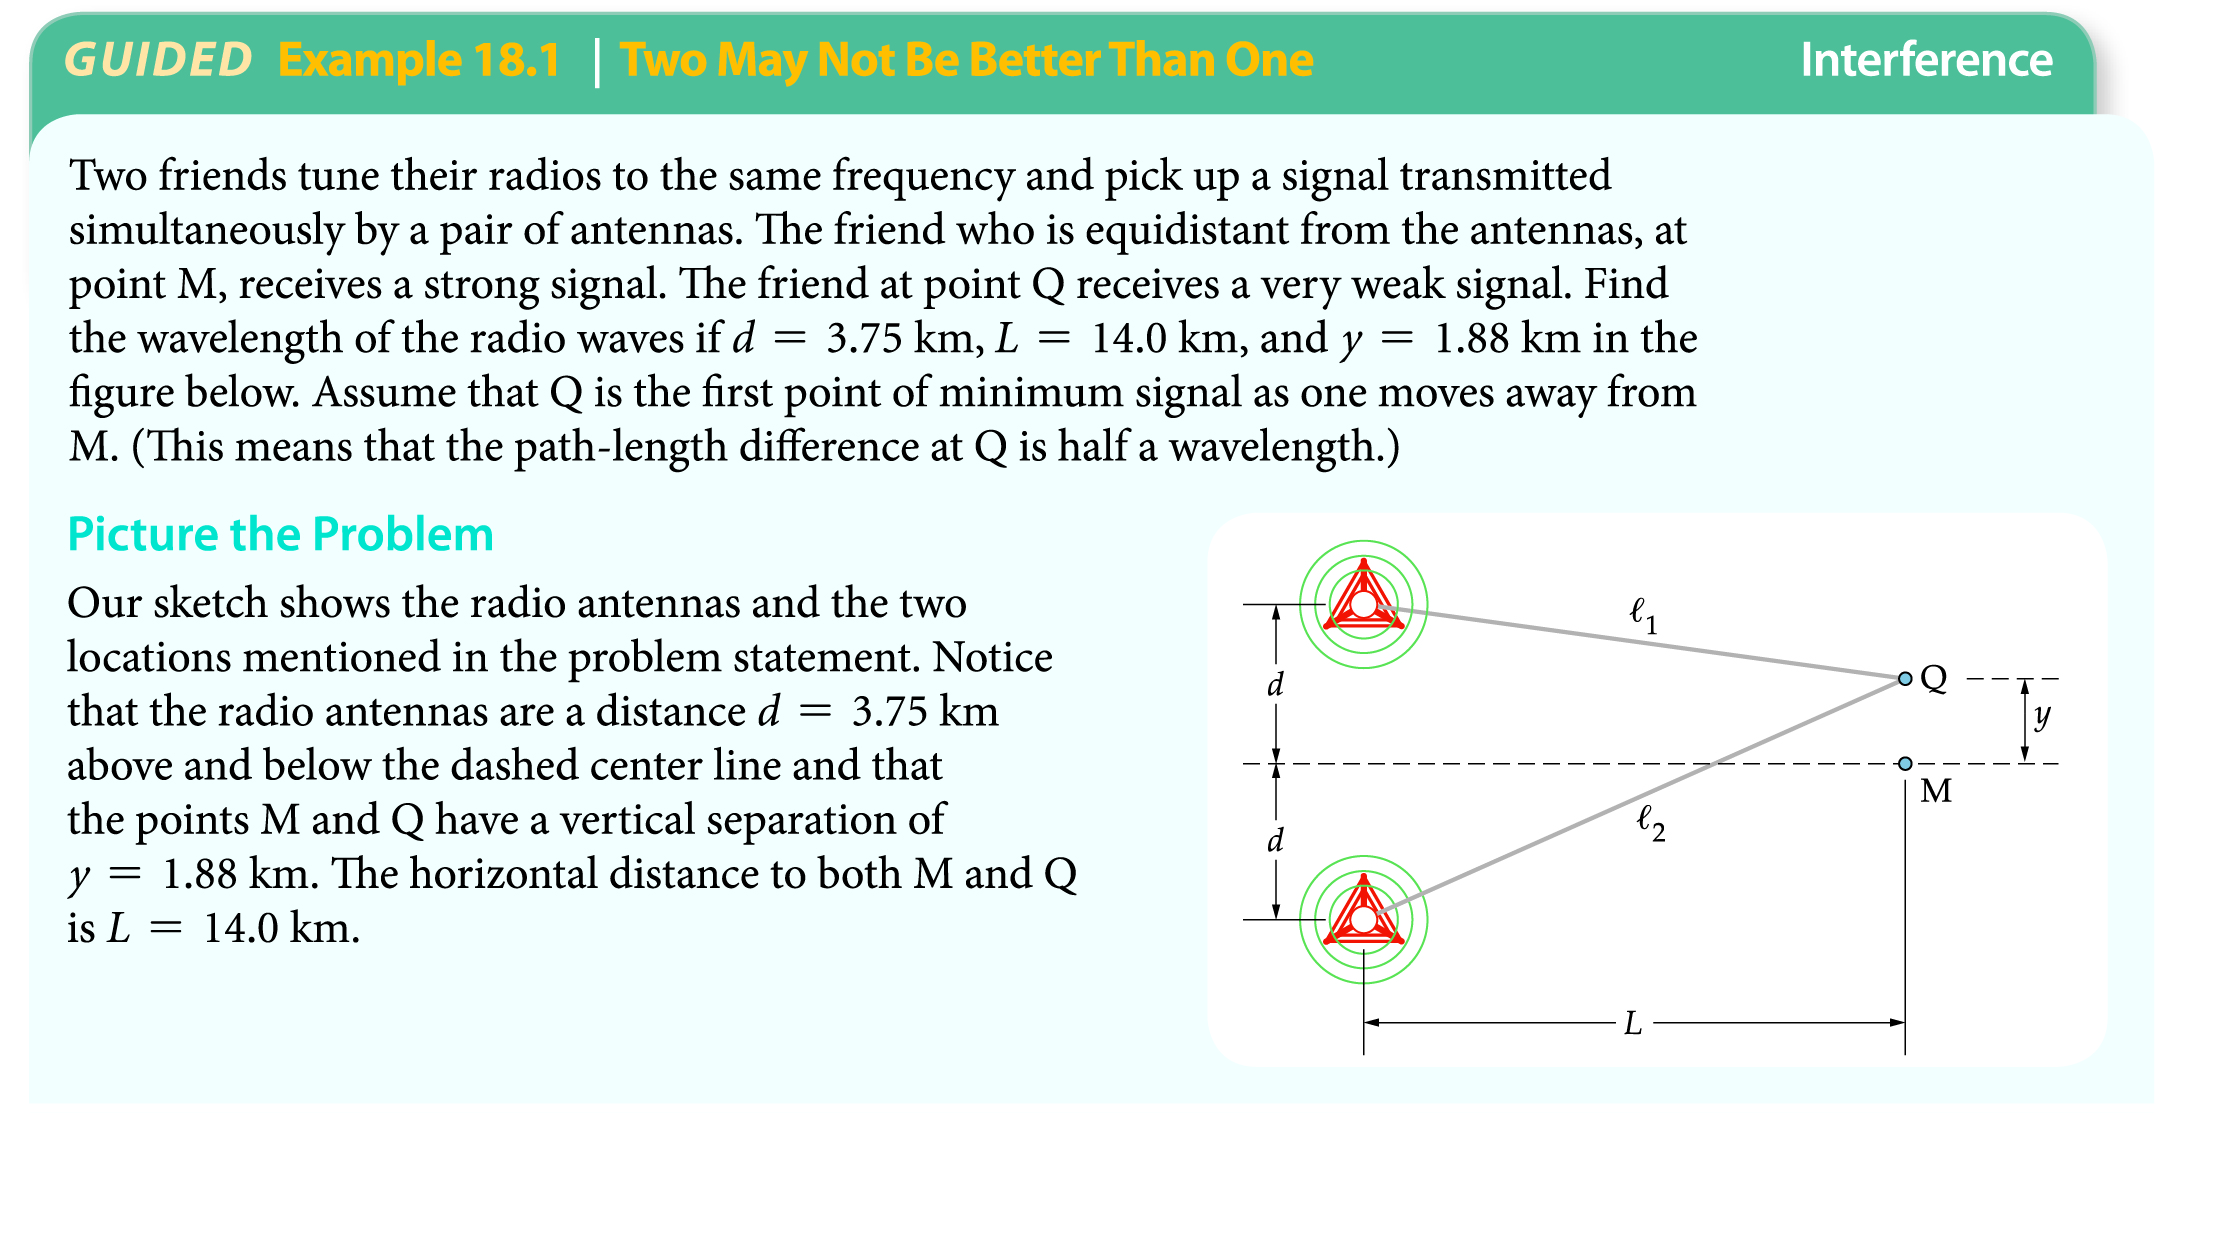 GUIDED Example 18.1 | Two May Not Be Better Than One Interference
Two friends tune their radios to the same frequency and pick up a signal transmitted
simultaneously by a pair of antennas. The friend who is equidistant from the antennas, at
point M, receives a strong signal. The friend at point Q receives a very weak signal. Find
the wavelength of the radio waves if d = 3.75 km, L = 14.0 km, and y = 1.88 km in the
figure below. Assume that Q is the first point of minimum signal as one moves away from
M. (This means that the path-length difference at Q is half a wavelength.)
Picture the Problem
Our sketch shows the radio antennas and the two
locations mentioned in the problem statement. Notice
that the radio antennas are a distance d = 3.75 km
above and below the dashed center line and that
the points M and Q have a vertical separation of
y = 1.88 km. The horizontal distance to both M and Q
is L = 14.0 km.
ℓ₁
d
Q
y
M
ℓ₂
d
L